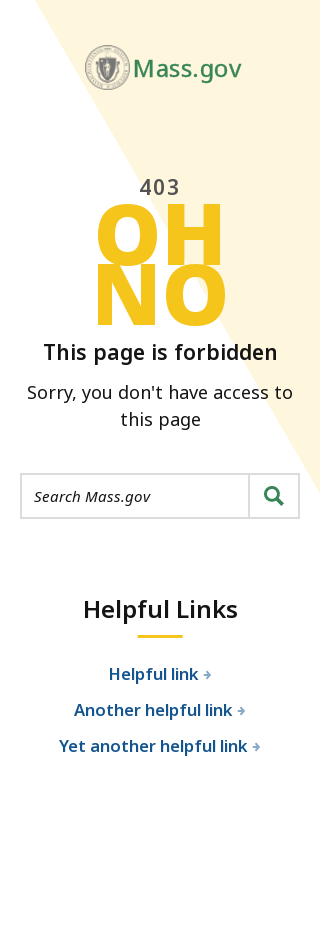 Mass.gov
403
OH
NO
This page is forbidden
Sorry, you don't have access to
this page
Search Mass.gov
Helpful Links
Helpful link
Another helpful link
Yet another helpful link